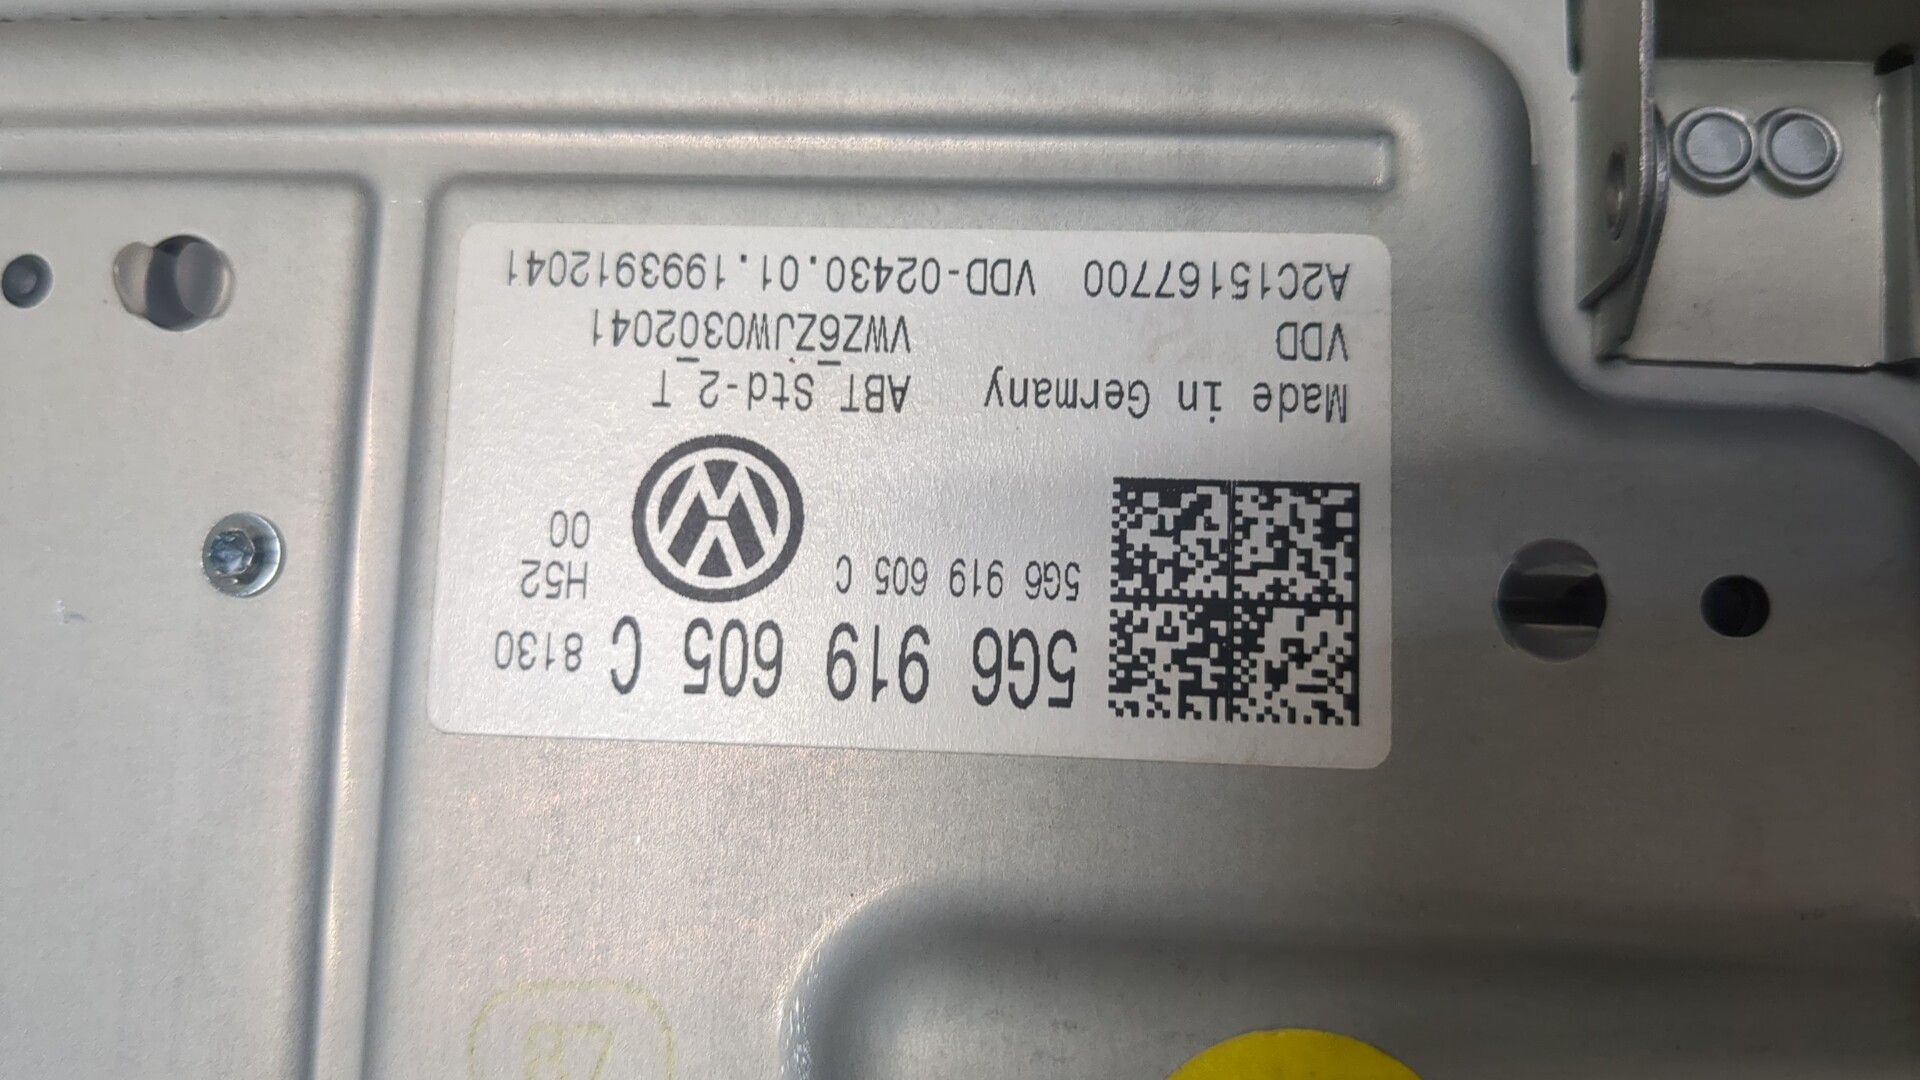 5G6 919 605 C 8130
5G6 919 605 C
H52
00
Made in Germany ABT_Std-2_T
VDD VWZ6ZJW0302041
A2C15167700 VDD-02430.01.1993912041